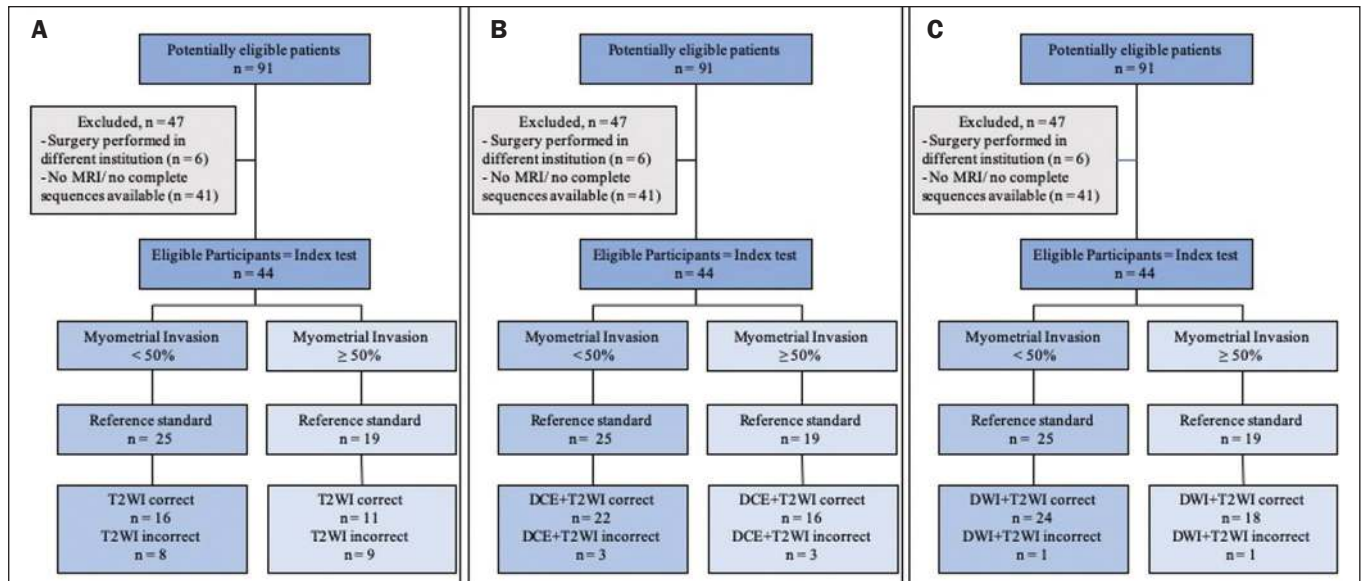 A
Potentially eligible patients
n = 91
Excluded, n = 47
- Surgery performed in
different institution (n = 6)
- No MRI/ no complete
sequences available (n = 41)
Eligible Participants = Index test
n = 44
Myometrial Invasion
< 50%
Myometrial Invasion
≥ 50%
Reference standard
n = 25
Reference standard
n = 19
T2WI correct
n = 16
T2WI incorrect
n = 8
T2WI correct
n = 11
T2WI incorrect
n = 9
B
Potentially eligible patients
n = 91
Excluded, n = 47
- Surgery performed in
different institution (n = 6)
- No MRI/ no complete
sequences available (n = 41)
Eligible Participants = Index test
n = 44
Myometrial Invasion
< 50%
Myometrial Invasion
≥ 50%
Reference standard
n = 25
Reference standard
n = 19
DCE+T2WI correct
n = 22
DCE+T2WI incorrect
n = 3
DCE+T2WI correct
n = 16
DCE+T2WI incorrect
n = 3
C
Potentially eligible patients
n = 91
Excluded, n = 47
- Surgery performed in
different institution (n = 6)
- No MRI/ no complete
sequences available (n = 41)
Eligible Participants = Index test
n = 44
Myometrial Invasion
< 50%
Myometrial Invasion
≥ 50%
Reference standard
n = 25
Reference standard
n = 19
DWI+T2WI correct
n = 24
DWI+T2WI incorrect
n = 1
DWI+T2WI correct
n = 18
DWI+T2WI incorrect
n = 1